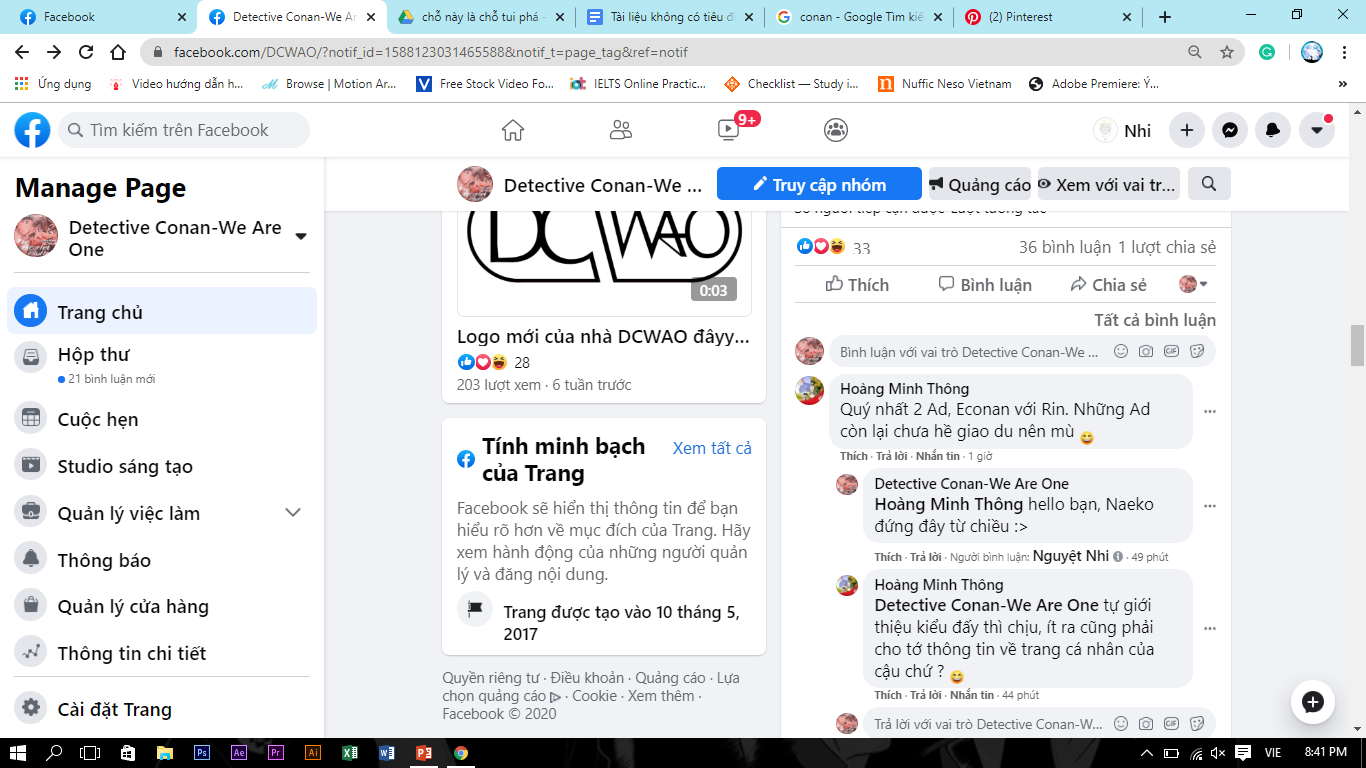 Facebook
Detective Conan-We Ar
chỗ này là chỗ tui phá -
Tài liệu không có tiêu đ
conan - Google Tìm kiế
(2) Pinterest
facebook.com/DCWAO/?notif_id=1588123031465588&notif_t=page_tag&ref=notif
Ứng dụng
Video hướng dẫn h...
Browse | Motion Ar...
Free Stock Video Fo...
IELTS Online Practic...
Checklist — Study i...
Nuffic Neso Vietnam
Adobe Premiere: Ý...
Tìm kiếm trên Facebook
9+
Nhi
Manage Page
Detective Conan-We Are
One
Trang chủ
Hộp thư
21 bình luận mới
Cuộc hẹn
Studio sáng tạo
Quản lý việc làm
Thông báo
Quản lý cửa hàng
Thông tin chi tiết
Cài đặt Trang
Detective Conan-We ...
Truy cập nhóm
Quảng cáo
Xem với vai tr...
DC WAO
0:03
Logo mới của nhà DCWAO đâyy...
28
203 lượt xem · 6 tuần trước
Tính minh bạch
của Trang
Xem tất cả
Facebook sẽ hiển thị thông tin để bạn
hiểu rõ hơn về mục đích của Trang. Hãy
xem hành động của những người quản
lý và đăng nội dung.
Trang được tạo vào 10 tháng 5,
2017
Quyền riêng tư · Điều khoản · Quảng cáo · Lựa
chọn quảng cáo · Cookie · Xem thêm ·
Facebook © 2020
Số người tiếp cận được Lượt tương tác
33
36 bình luận 1 lượt chia sẻ
Thích
Bình luận
Chia sẻ
Tất cả bình luận
Bình luận với vai trò Detective Conan-We ...
GIF
Hoàng Minh Thông
Quý nhất 2 Ad, Econan với Rin. Những Ad
còn lại chưa hề giao du nên mù 😄
Thích · Trả lời · Nhắn tin · 1 giờ
Detective Conan-We Are One
Hoàng Minh Thông hello bạn, Naeko
đứng đây từ chiều :>
Thích · Trả lời · Người bình luận: Nguyệt Nhi · 49 phút
Hoàng Minh Thông
Detective Conan-We Are One tự giới
thiệu kiểu đấy thì chịu, ít ra cũng phải
cho tớ thông tin về trang cá nhân của
cậu chứ ? 😄
Thích · Trả lời · Nhắn tin · 44 phút
Trả lời với vai trò Detective Conan-W...
GIF
Ps
Ae
Pr
Ai
VIE
8:41 PM